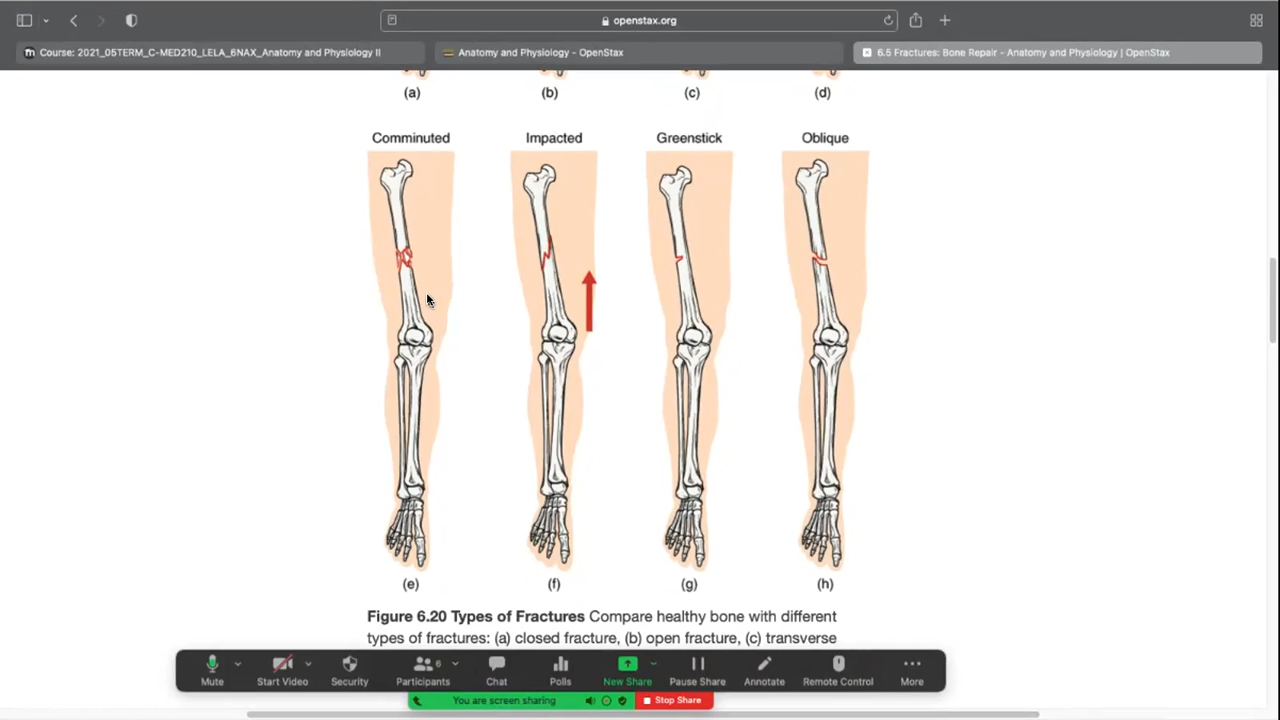 openstax.org
Course: 2021_05TERM_C-MED210_LELA_6NAX_Anatomy and Physiology II
Anatomy and Physiology - OpenStax
6.5 Fractures: Bone Repair - Anatomy and Physiology | OpenStax
(a) (b) (c) (d)
Comminuted Impacted Greenstick Oblique
(e) (f) (g) (h)
Figure 6.20 Types of Fractures Compare healthy bone with different
types of fractures: (a) closed fracture, (b) open fracture, (c) transverse
6
Mute Start Video Security Participants Chat Polls New Share Pause Share Annotate Remote Control More
You are screen sharing Stop Share